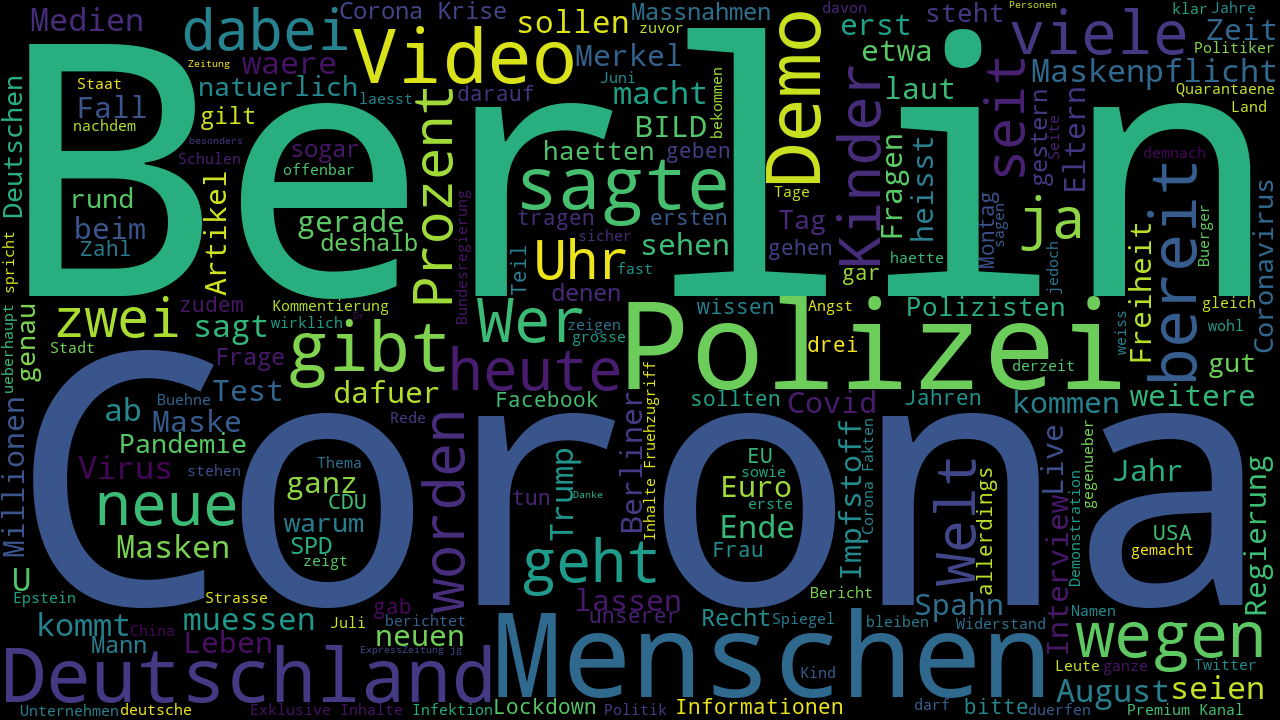 Medien
dabei
Corona Krise
sollen
Massnahmen
zuvor
davon
erst
steht
Personen
viele
klar
Jahre
Zeit
Video
Merkel
Demo
etwa
Politiker
Zeitung
waere
natuerlich
laesst
darauf
Juni
macht
bekommen
laut
seit
Maskenpflicht
Quarantaene
Land
Deutschen
Staat
Fall
nachdem
gilt
Berlin
besonders
Prozent
BILD
Kinder
gestern
Seite
Eltern
Schulen
sogar
offenbar
haetten
geben
sagte
Fragen
heisst
demnach
rund
beim
Zahl
Artikel
gerade
deshalb
Bundesregierung
tragen
ersten
Tage
Tag
Montag
sagen
ja
bereit
Buerger
Coronavirus
spricht
Uhr
Teil
sicher
sehen
gehen
haette
gar
jedoch
Freiheit
fast
denen
zudem
Kommentierung
Dr
wissen
Angst
Polizisten
gleich
ueberhaupt
genau
zwei
sagt
wirklich
Wer
zeigen
grosse
Polizei
drei
weiss
wohl
Stadt
Frage
gibt
heute
derzeit
gut
Millionen
ab
Buehne
Test
dafuer
Facebook
Inhalte Fruehzugriff
sollten
Covid
Jahren
kommen
weitere
Maske
Pandemie
Rede
Corona
worden
Berliner
Impfstoff
Corona Fakten
gegenueber
Live
Virus
stehen
Thema
ganz
Trump
EU
sowie
welt
Jahr
neue
CDU
warum
tun
Danke
Euro
erste
allerdings
Interview
Demonstration
Regierung
Masken
SPD
zeigt
geht
Ende
Frau
USA
gemacht
U
Epstein
Strasse
gab
lassen
Bericht
Spahn
Namen
kommt
China
muessen
Juli
berichtet
unserer
Recht
Spiegel
bleiben
Widerstand
wegen
Mann
Leben
neuen
ExpressZeitung jg
Menschen
Kind
Leute
ganze
Twitter
Deutschland
August
seien
Unternehmen
deutsche
Exklusive Inhalte
Infektion
Lockdown
Politik
Informationen
darf
bitte
duerfen
Premium Kanal